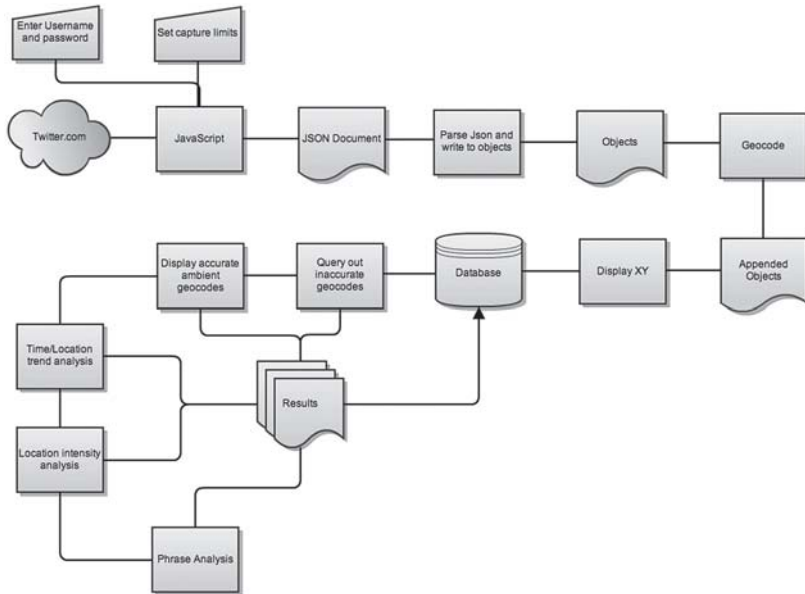 Enter Username
and password
Set capture limits
Twitter.com
JavaScript
JSON Document
Parse Json and
write to objects
Objects
Geocode
Display accurate
ambient
geocodes
Query out
inaccurate
geocodes
Database
Display XY
Appended
Objects
Time/Location
trend analysis
Results
Location intensity
analysis
Phrase Analysis